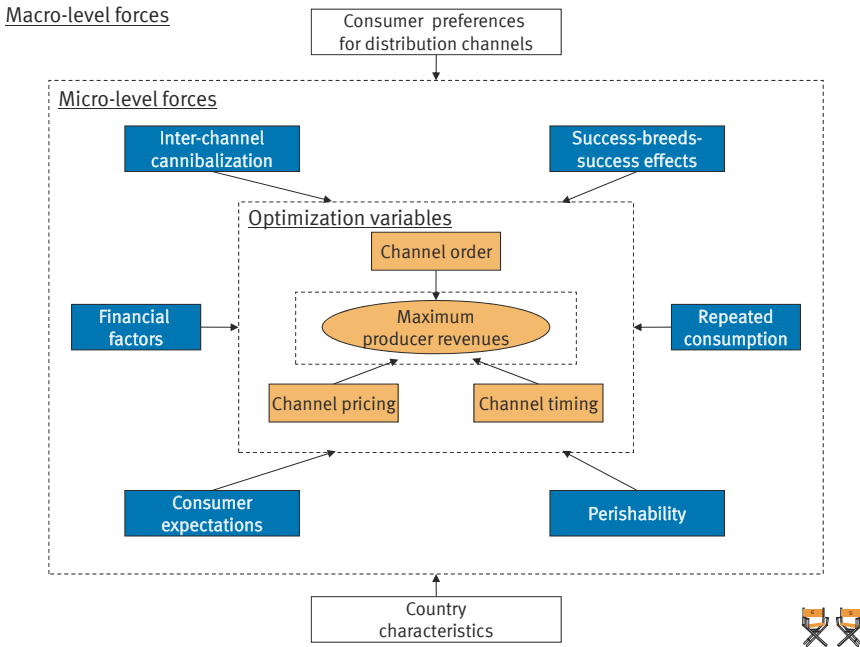 Macro-level forces
Consumer preferences
for distribution channels
Micro-level forces
Inter-channel
cannibalization
Success-breeds-
success effects
Optimization variables
Channel order
Financial
factors
Maximum
producer revenues
Repeated
consumption
Channel pricing
Channel timing
Consumer
expectations
Perishability
Country
characteristics